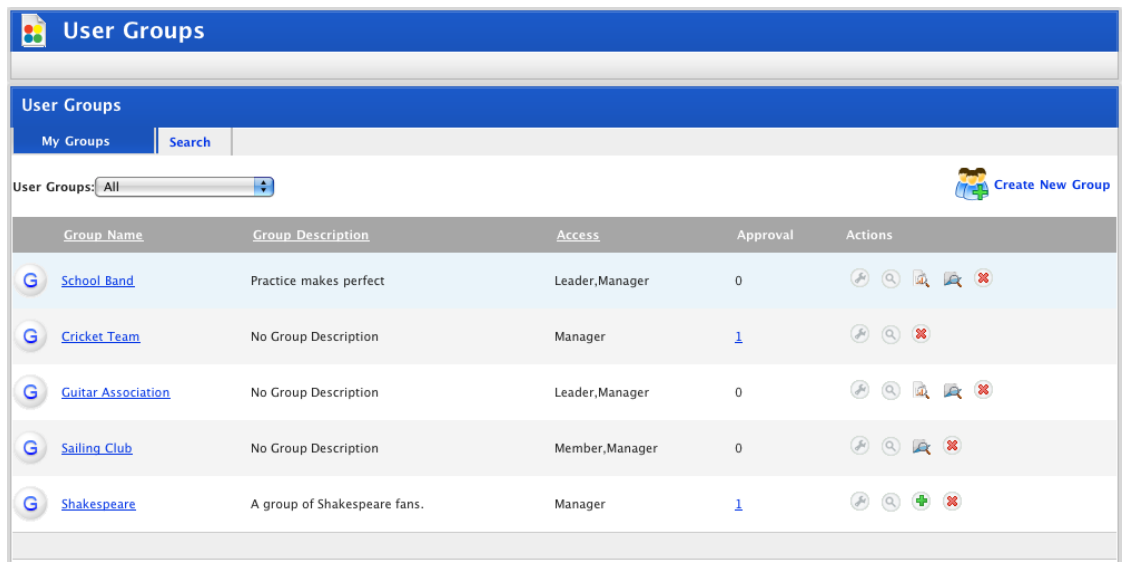 User Groups
User Groups
My Groups Search
User Groups: All Create New Group
Group Name Group Description Access Approval Actions
G School Band Practice makes perfect Leader,Manager 0
G Cricket Team No Group Description Manager 1
G Guitar Association No Group Description Leader,Manager 0
G Sailing Club No Group Description Member,Manager 0
G Shakespeare A group of Shakespeare fans. Manager 1